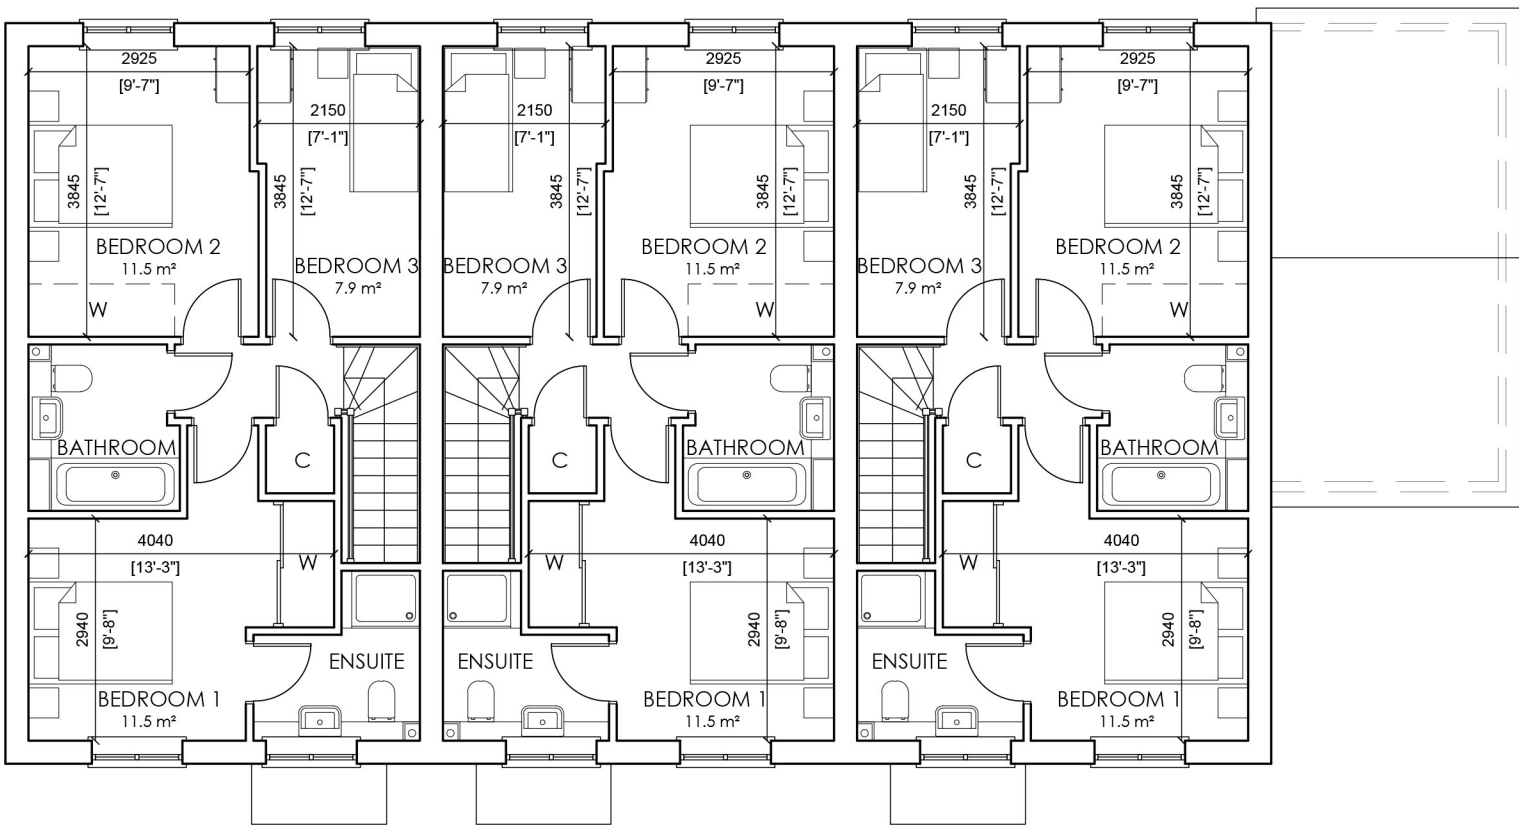 2925
[9'-7"]
2150
[7'-1"]
3845
[12'-7"]
3845
[12'-7"]
BEDROOM 2
11.5 m²
BEDROOM 3
7.9 m²
W
BATHROOM
C
4040
[13'-3"]
W
2940
[9'-8"]
ENSUITE
BEDROOM 1
11.5 m²
2150
[7'-1"]
2925
[9'-7"]
3845
[12'-7"]
3845
[12'-7"]
BEDROOM 3
7.9 m²
BEDROOM 2
11.5 m²
W
BATHROOM
C
4040
[13'-3"]
W
2940
[9'-8"]
ENSUITE
BEDROOM 1
11.5 m²
2150
[7'-1"]
2925
[9'-7"]
3845
[12'-7"]
3845
[12'-7"]
BEDROOM 3
7.9 m²
BEDROOM 2
11.5 m²
W
BATHROOM
C
4040
[13'-3"]
W
2940
[9'-8"]
ENSUITE
BEDROOM 1
11.5 m²